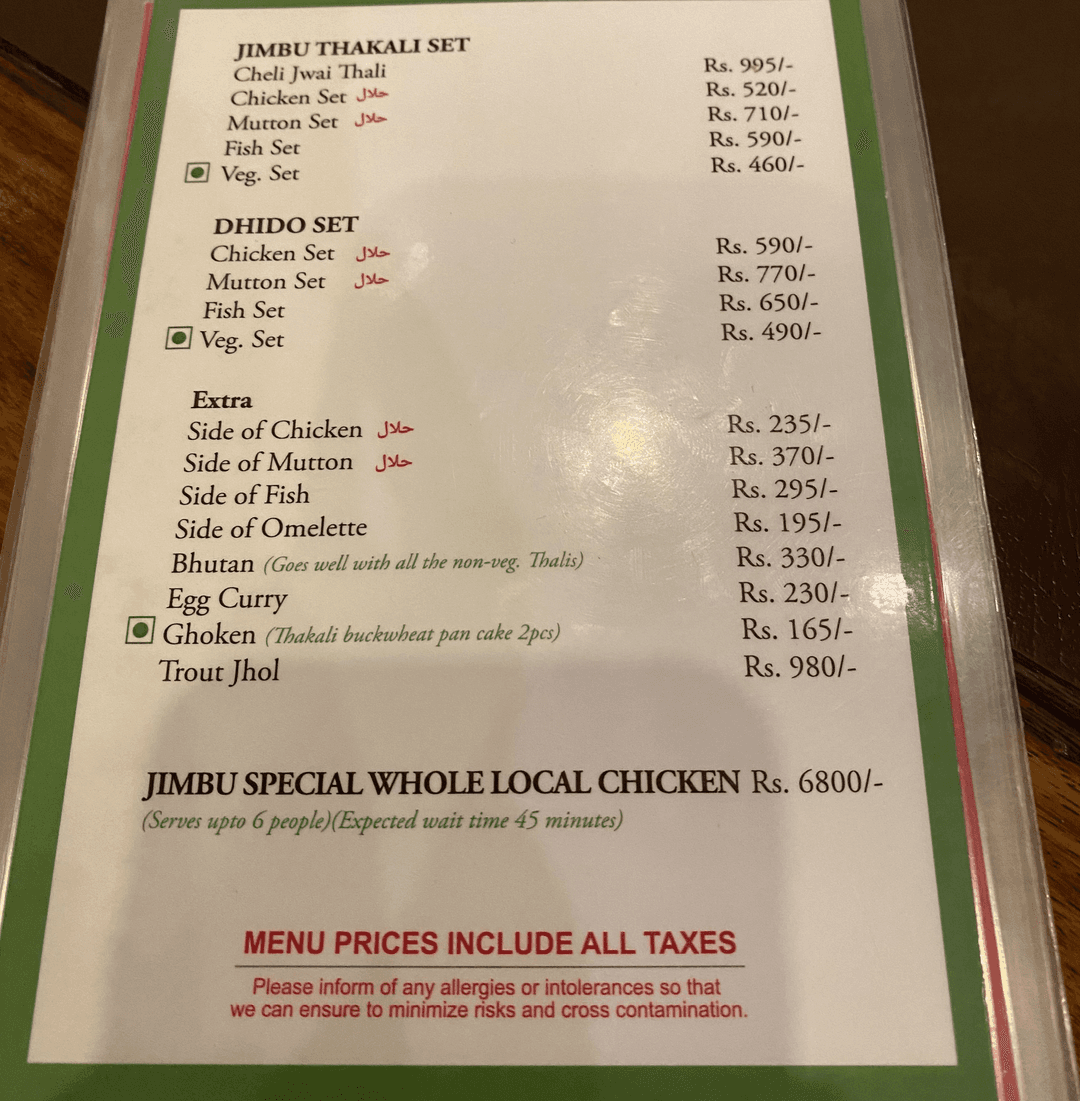 JIMBU THAKALI SET
Cheli Jwai Thali Rs. 995/-
Chicken Set حلال Rs. 520/-
Mutton Set حلال Rs. 710/-
Fish Set Rs. 590/-
Veg. Set Rs. 460/-
DHIDO SET
Chicken Set حلال Rs. 590/-
Mutton Set حلال Rs. 770/-
Fish Set Rs. 650/-
Veg. Set Rs. 490/-
Extra
Side of Chicken حلال Rs. 235/-
Side of Mutton حلال Rs. 370/-
Side of Fish Rs. 295/-
Side of Omelette Rs. 195/-
Bhutan (Goes well with all the non-veg. Thalis) Rs. 330/-
Egg Curry Rs. 230/-
Ghoken (Thakali buckwheat pan cake 2pcs) Rs. 165/-
Trout Jhol Rs. 980/-
JIMBU SPECIAL WHOLE LOCAL CHICKEN Rs. 6800/-
(Serves upto 6 people)(Expected wait time 45 minutes)
MENU PRICES INCLUDE ALL TAXES
Please inform of any allergies or intolerances so that
we can ensure to minimize risks and cross contamination.